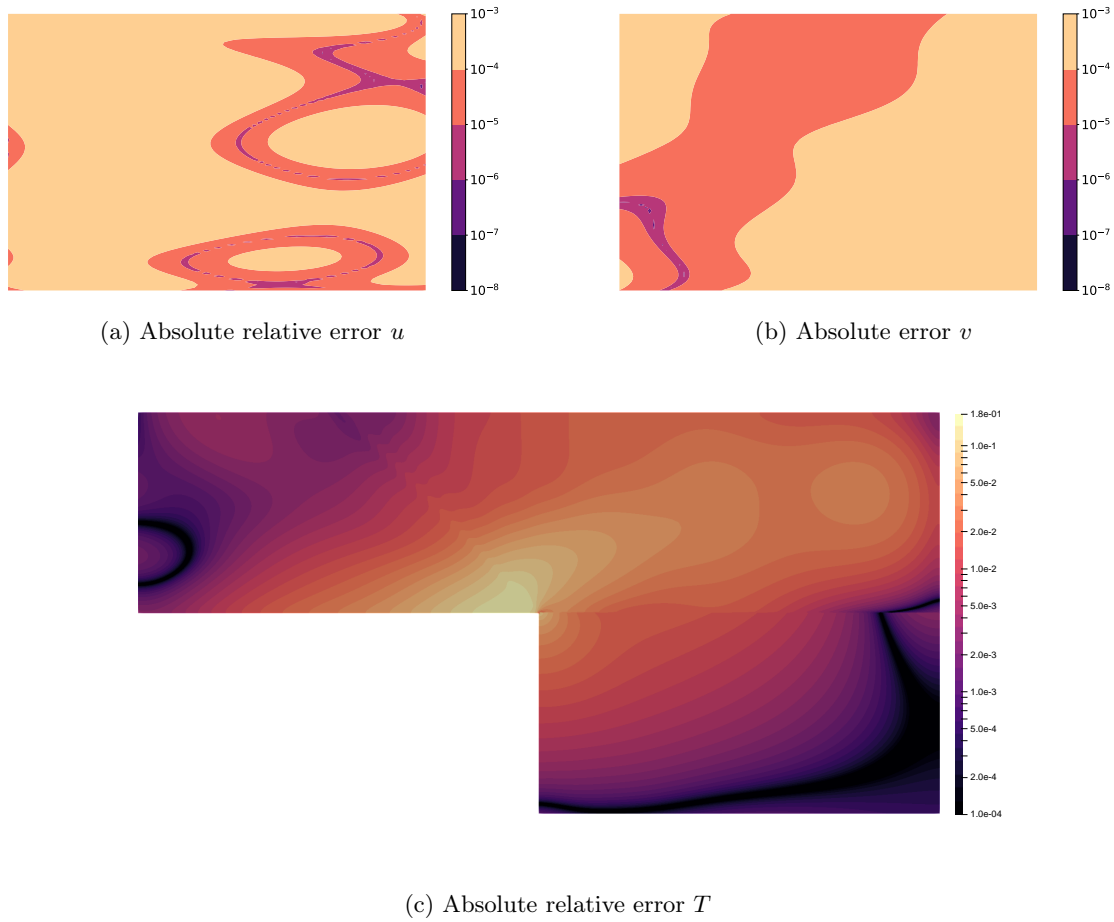 10⁻³
10⁻⁴
10⁻⁵
10⁻⁶
10⁻⁷
10⁻⁸
(a) Absolute relative error u
10⁻³
10⁻⁴
10⁻⁵
10⁻⁶
10⁻⁷
10⁻⁸
(b) Absolute error v
1.8e-01
1.0e-1
5.0e-2
2.0e-2
1.0e-2
5.0e-3
2.0e-3
1.0e-3
5.0e-4
2.0e-4
1.0e-04
(c) Absolute relative error T